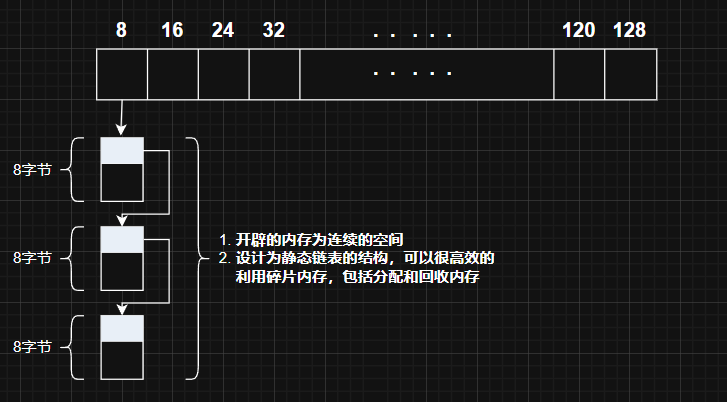 8 16 24 32 . . . . . 120 128
. . . . .
8字节
8字节
1. 开辟的内存为连续的空间
2. 设计为静态链表的结构，可以很高效的
利用碎片内存，包括分配和回收内存
8字节